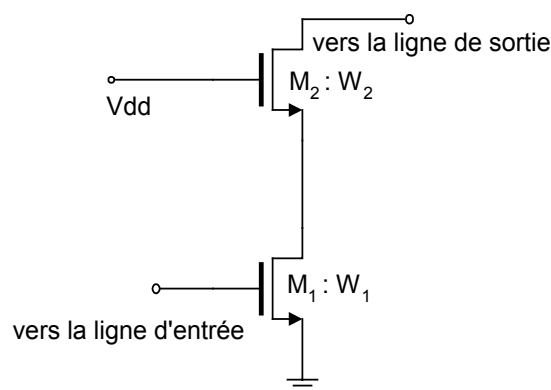 vers la ligne de sortie
M₂ : W₂
Vdd
M₁ : W₁
vers la ligne d'entrée